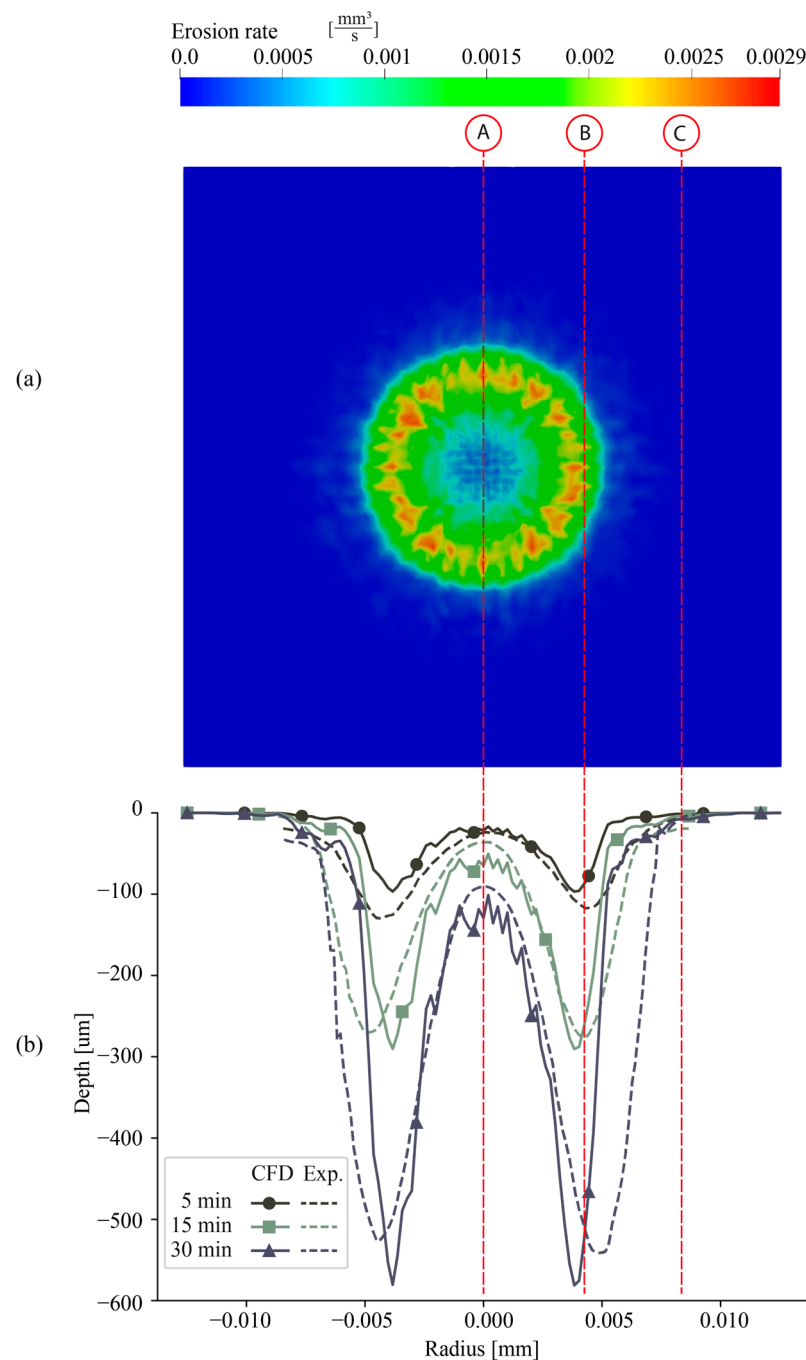 Erosion rate [mm³/s]
0.0 0.0005 0.001 0.0015 0.002 0.0025 0.0029
A B C
(a)
0
−100
−200
−300
−400
−500
−600
Depth [um]
(b)
CFD Exp.
5 min
15 min
30 min
−0.010 −0.005 0.000 0.005 0.010
Radius [mm]